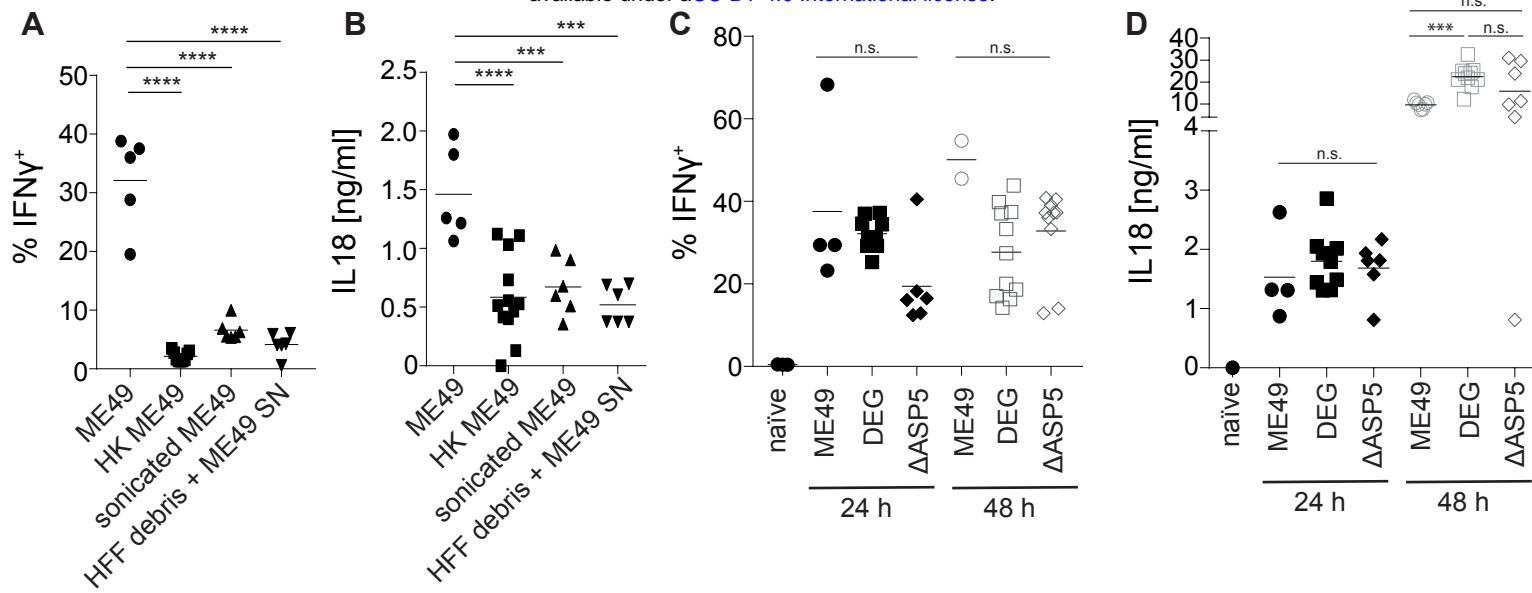 A
****
****
****
% IFNγ⁺
50
40
30
20
10
0
ME49
HK ME49
sonicated ME49
HFF debris + ME49 SN
B
***
***
****
IL18 [ng/ml]
2.5
2.0
1.5
1.0
0.5
0
ME49
HK ME49
sonicated ME49
HFF debris + ME49 SN
C
n.s.
n.s.
% IFNγ⁺
80
60
40
20
0
naïve
ME49
DEG
ΔASP5
ME49
DEG
ΔASP5
24 h
48 h
D
n.s.
***
n.s.
n.s.
IL18 [ng/ml]
40
30
20
10
4
3
2
1
0
naïve
ME49
DEG
ΔASP5
ME49
DEG
ΔASP5
24 h
48 h